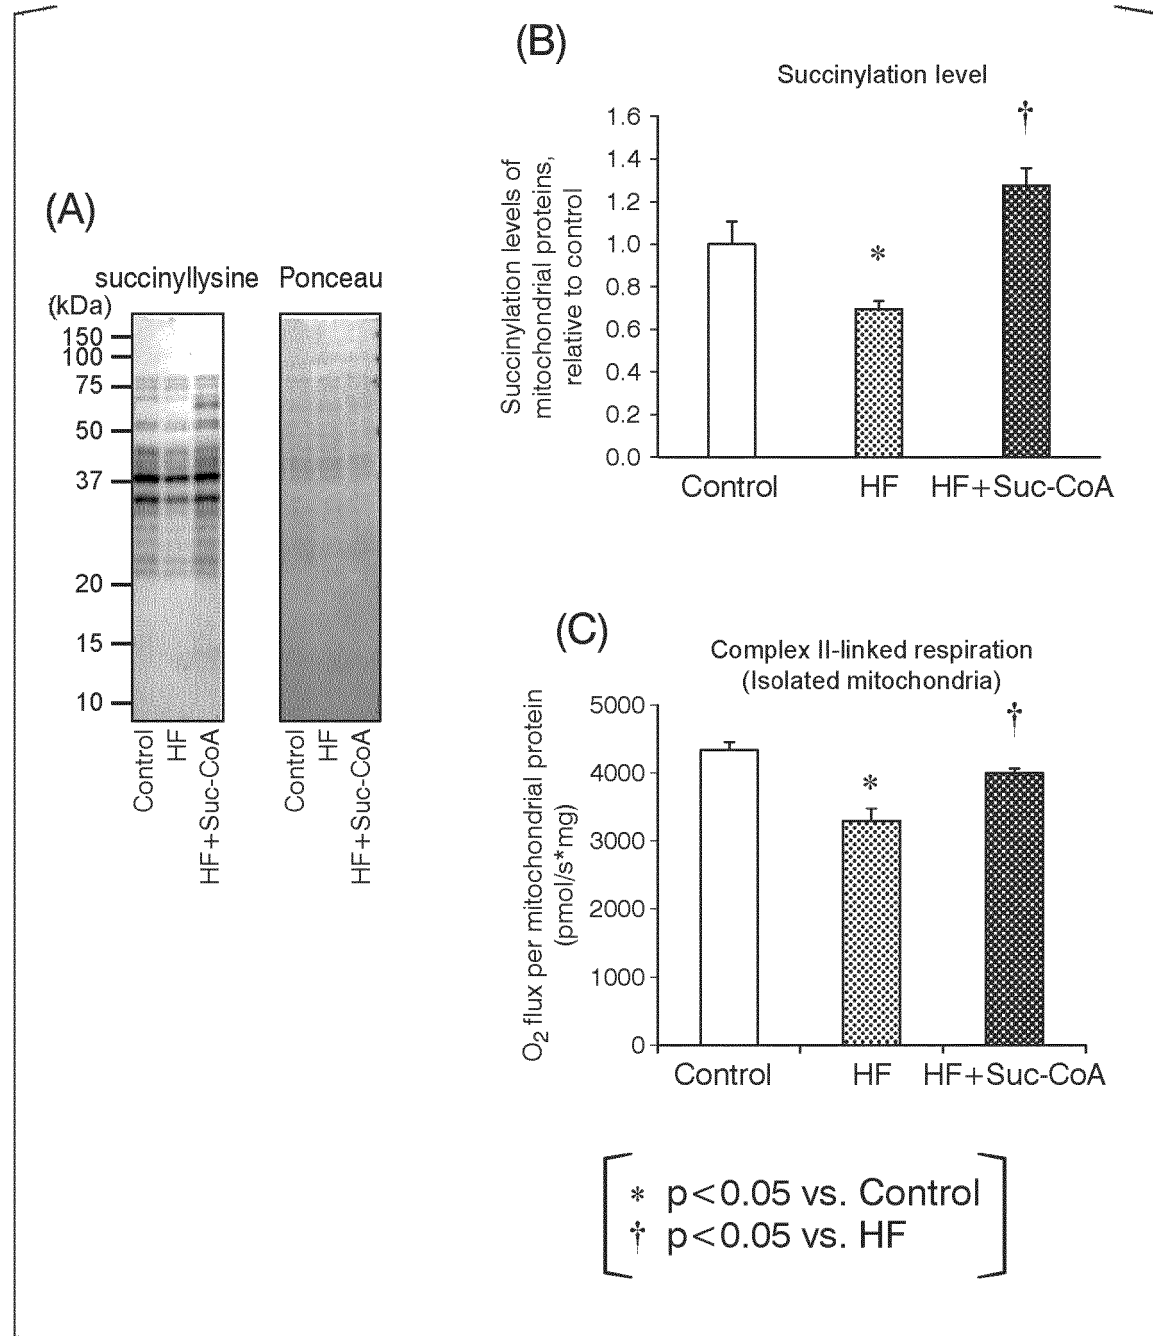 (A)
succinyllysine Ponceau
(kDa)
150
100
75
50
37
20
15
10
Control
HF
HF+Suc-CoA
Control
HF
HF+Suc-CoA
(B)
Succinylation level
Succinylation levels of
mitochondrial proteins,
relative to control
1.6
1.4
1.2
1.0
0.8
0.6
0.4
0.2
0.0
*
†
Control HF HF+Suc-CoA
(C)
Complex II-linked respiration
(Isolated mitochondria)
O2 flux per mitochondrial protein
(pmol/s*mg)
5000
4000
3000
2000
1000
0
*
†
Control HF HF+Suc-CoA
* p<0.05 vs. Control
† p<0.05 vs. HF